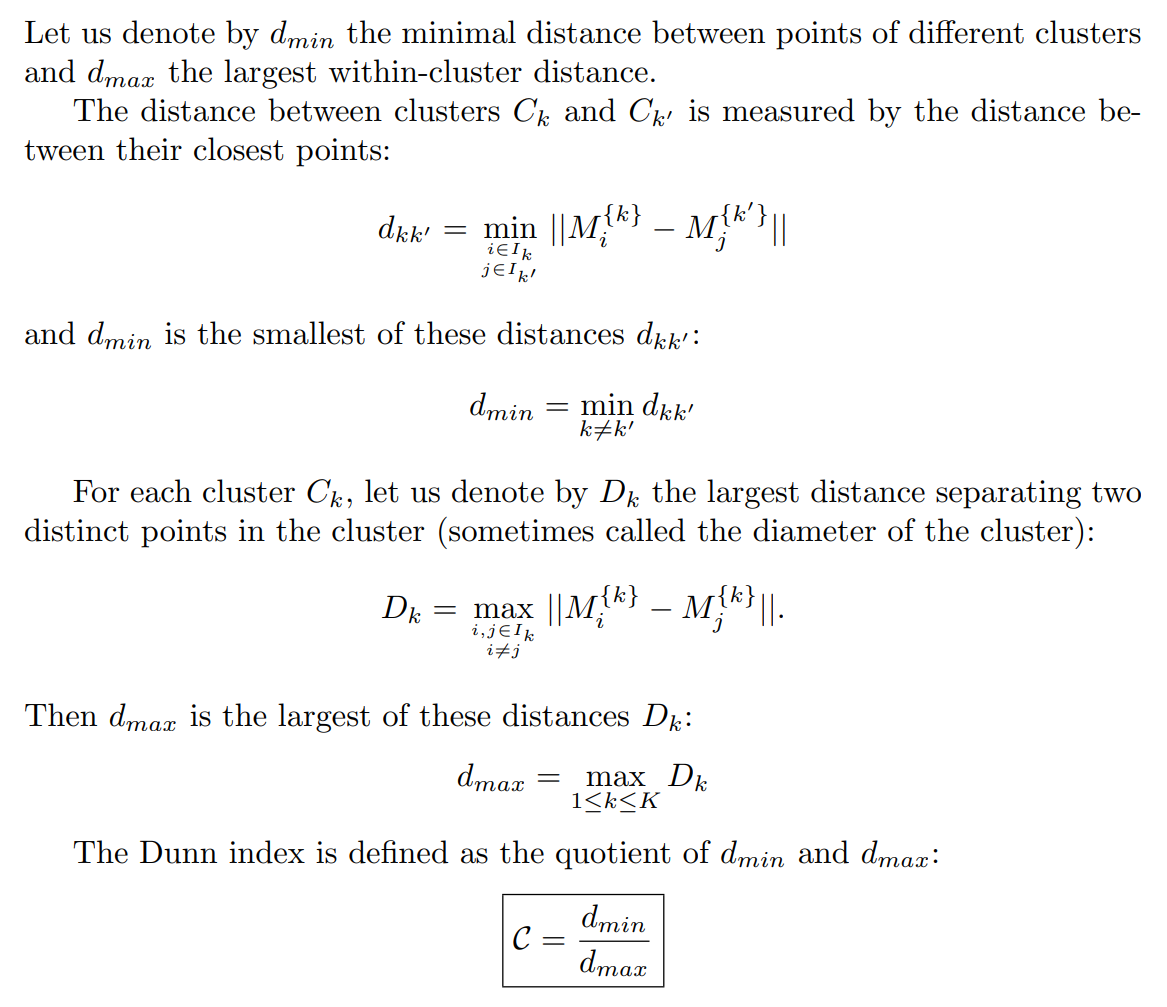 Let us denote by $d_{min}$ the minimal distance between points of different clusters
and $d_{max}$ the largest within-cluster distance.
The distance between clusters $C_k$ and $C_{k'}$ is measured by the distance be-
tween their closest points:
$d_{kk'} = \min_{\substack{i \in I_k \\ j \in I_{k'}}} ||M_i^{\{k\}} - M_j^{\{k'\}}||$
and $d_{min}$ is the smallest of these distances $d_{kk'}$:
$d_{min} = \min_{k \neq k'} d_{kk'}$
For each cluster $C_k$, let us denote by $D_k$ the largest distance separating two
distinct points in the cluster (sometimes called the diameter of the cluster):
$D_k = \max_{\substack{i,j \in I_k \\ i \neq j}} ||M_i^{\{k\}} - M_j^{\{k\}}||.$
Then $d_{max}$ is the largest of these distances $D_k$:
$d_{max} = \max_{1 \leq k \leq K} D_k$
The Dunn index is defined as the quotient of $d_{min}$ and $d_{max}$:
$\mathcal{C} = \frac{d_{min}}{d_{max}}$